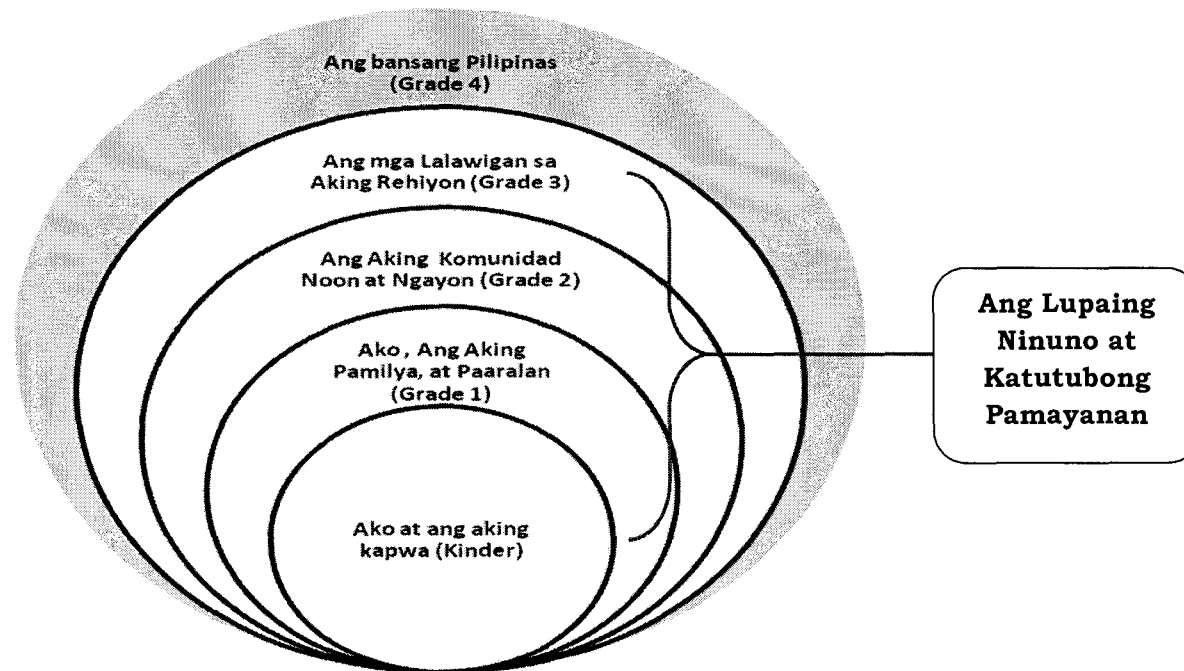 Ang bansang Pilipinas
(Grade 4)
Ang mga Lalawigan sa
Aking Rehiyon (Grade 3)
Ang Aking Komunidad
Noon at Ngayon (Grade 2)
Ako , Ang Aking
Pamilya, at Paaralan
(Grade 1)
Ako at ang aking
kapwa (Kinder)
Ang Lupaing
Ninuno at
Katutubong
Pamayanan